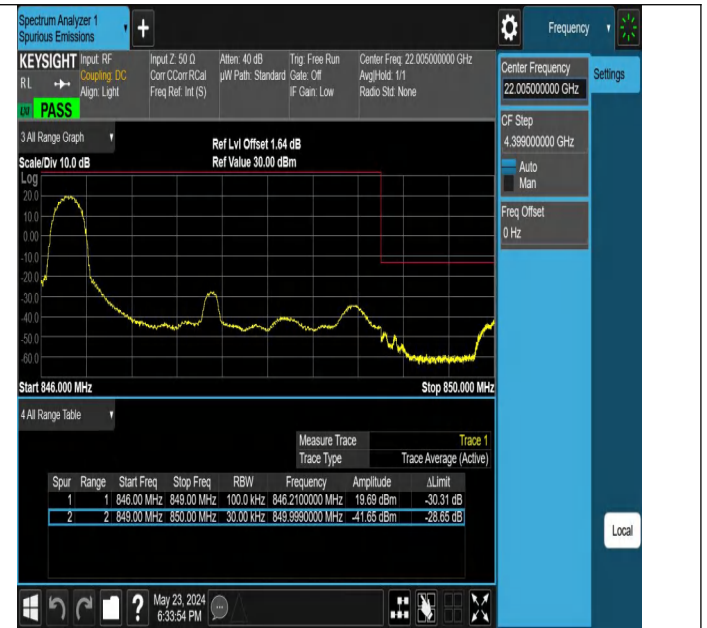 Spectrum Analyzer 1
Spurious Emissions
Frequency
KEYSIGHT
RL
PASS
Input: RF
Coupling: DC
Align: Light
Input Z: 50 Ω
Corr CCorr RCal
Freq Ref: Int (S)
Atten: 40 dB
µW Path: Standard
Trig: Free Run
Gate: Off
IF Gain: Low
Center Freq: 22.005000000 GHz
Avg|Hold: 1/1
Radio Std: None
Center Frequency
22.005000000 GHz
Settings
CF Step
4.399000000 GHz
Auto
Man
Freq Offset
0 Hz
3 All Range Graph
Scale/Div 10.0 dB
Ref Lvl Offset 1.64 dB
Ref Value 30.00 dBm
Log
20.0
10.0
0.00
-10.0
-20.0
-30.0
-40.0
-50.0
-60.0
Start 846.000 MHz
Stop 850.000 MHz
4 All Range Table
Measure Trace Trace 1
Trace Type Trace Average (Active)
Spur Range Start Freq Stop Freq RBW Frequency Amplitude ΔLimit
1 1 846.00 MHz 849.00 MHz 100.0 kHz 846.2100000 MHz 19.69 dBm -30.31 dB
2 2 849.00 MHz 850.00 MHz 30.00 kHz 849.9990000 MHz -41.65 dBm -28.65 dB
Local
?
May 23, 2024
6:33:54 PM